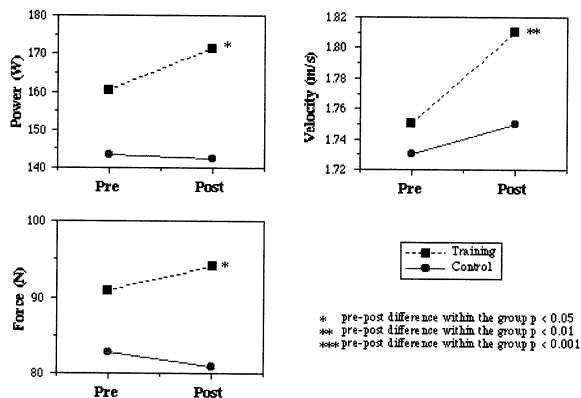 Power (W)
180
170
160
150
140
Pre
Post
*
Velocity (m/s)
1.82
1.80
1.78
1.76
1.74
1.72
Pre
Post
**
Force (N)
100
90
80
Pre
Post
*
Training
Control
* pre-post difference within the group p < 0.05
** pre-post difference within the group p < 0.01
*** pre-post difference within the group p < 0.001